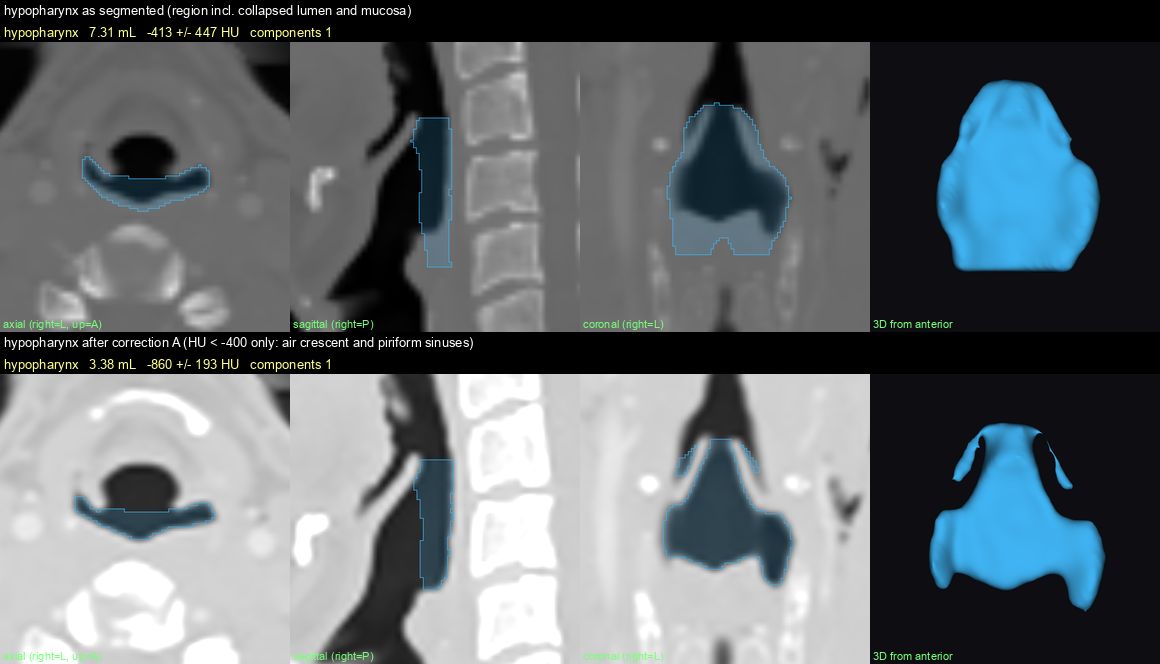 hypopharynx as segmented (region incl. collapsed lumen and mucosa)
hypopharynx 7.31 mL -413 +/- 447 HU components 1
axial (right=L, up=A) sagittal (right=P) coronal (right=L) 3D from anterior
hypopharynx after correction A (HU < -400 only: air crescent and piriform sinuses)
hypopharynx 3.38 mL -860 +/- 193 HU components 1
axial (right=L, up=A) sagittal (right=P) coronal (right=L) 3D from anterior